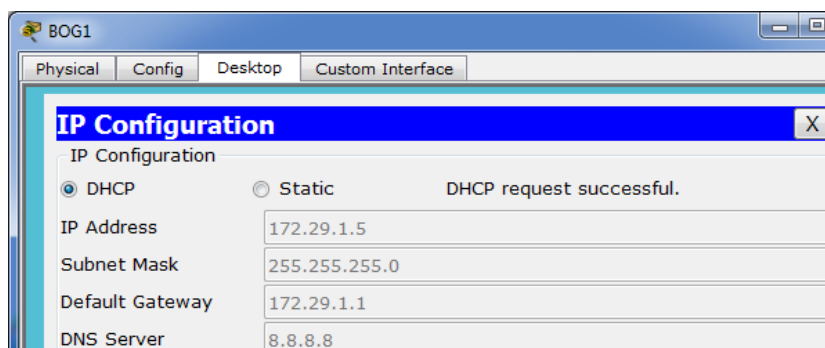 BOG1
Physical Config Desktop Custom Interface
IP Configuration X
IP Configuration
DHCP Static DHCP request successful.
IP Address 172.29.1.5
Subnet Mask 255.255.255.0
Default Gateway 172.29.1.1
DNS Server 8.8.8.8